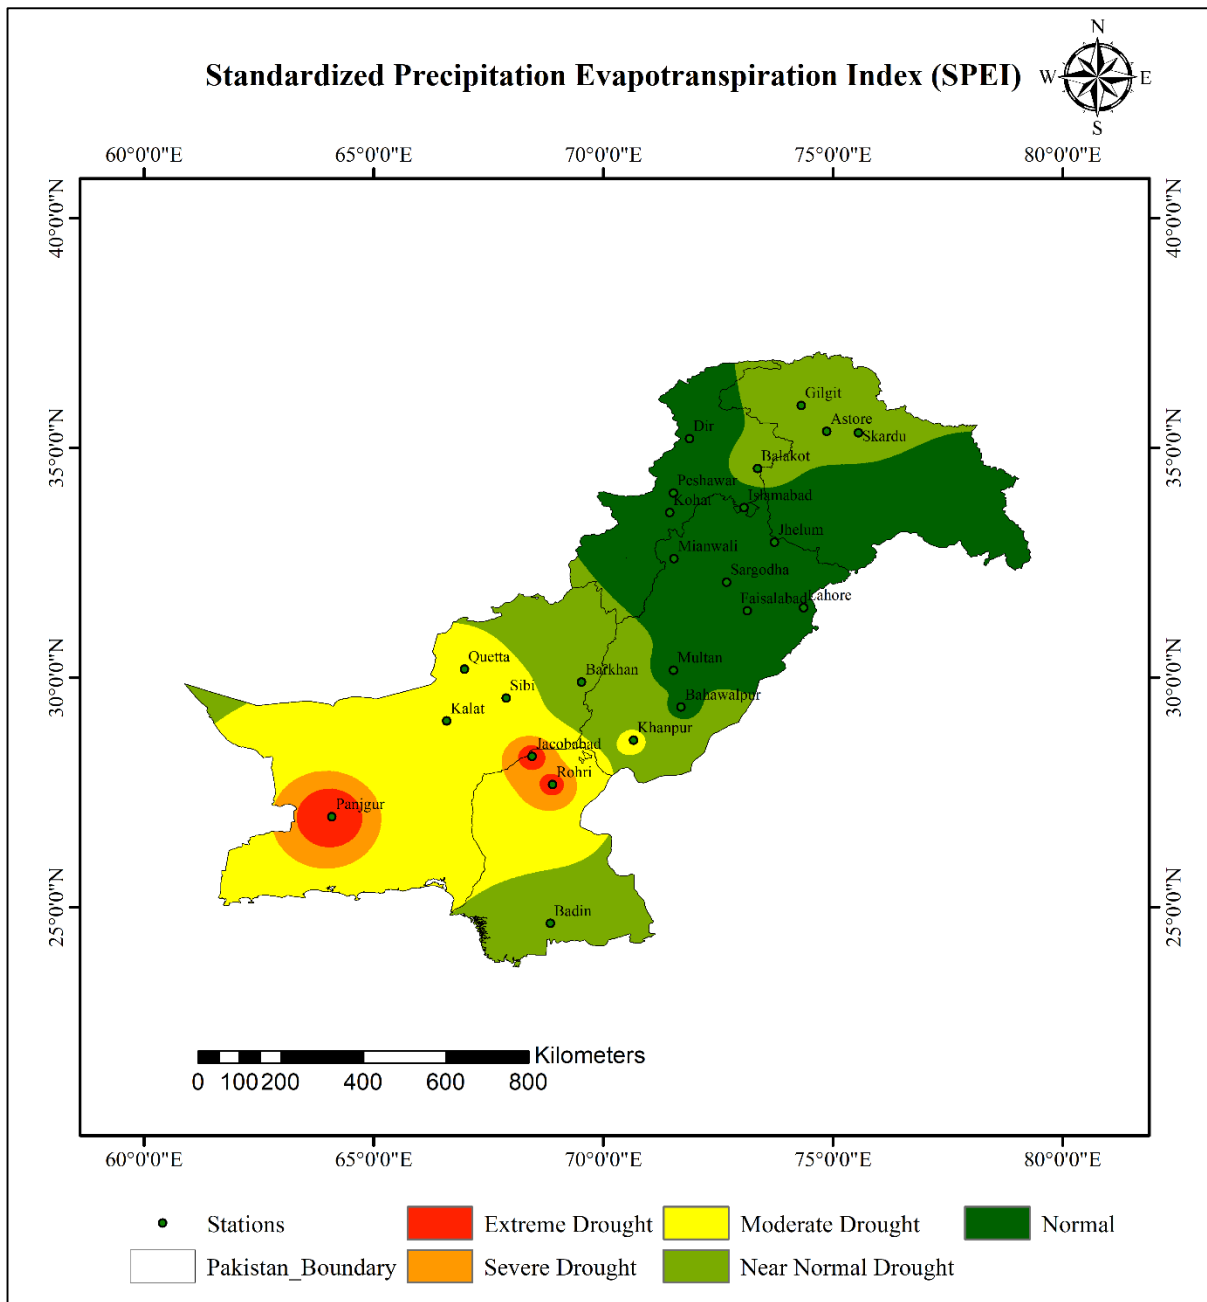 N
Standardized Precipitation Evapotranspiration Index (SPEI)
W
E
S
60°0'0"E
65°0'0"E
70°0'0"E
75°0'0"E
80°0'0"E
40°0'0"N
40°0'0"N
Gilgit
Astore
Skardu
Dir
35°0'0"N
35°0'0"N
Balakot
Peshawar
Islamabad
Kohat
Jhelum
Mianwali
Sargodha
Faisalabad
Lahore
Quetta
Multan
30°0'0"N
30°0'0"N
Barkhan
Sibi
Bahawalpur
Kalat
Khanpur
Jacobabad
Rohri
Panjgur
25°0'0"N
25°0'0"N
Badin
Kilometers
0 100 200 400 600 800
60°0'0"E
65°0'0"E
70°0'0"E
75°0'0"E
80°0'0"E
Stations
Extreme Drought
Moderate Drought
Normal
Pakistan_Boundary
Severe Drought
Near Normal Drought